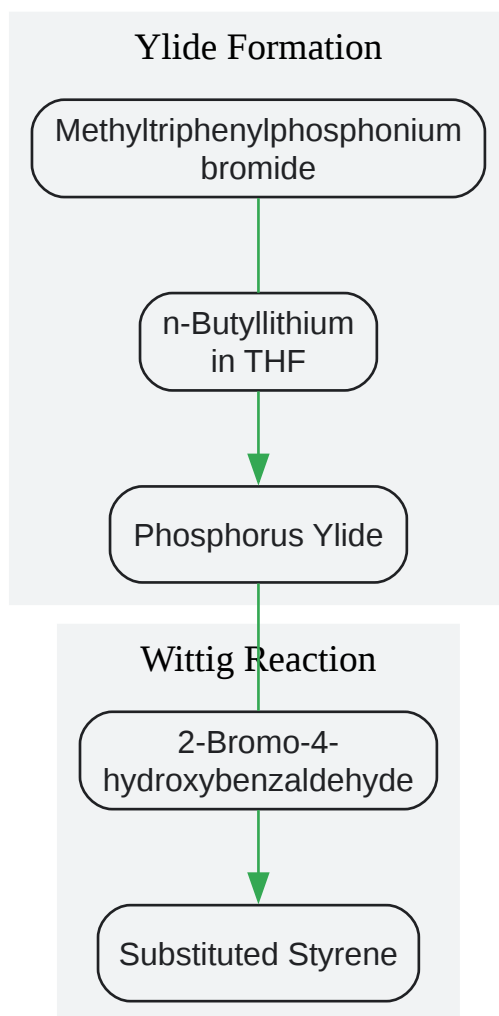 Ylide Formation
Methyltriphenylphosphonium
bromide
n-Butyllithium
in THF
Phosphorus Ylide
Wittig Reaction
2-Bromo-4-
hydroxybenzaldehyde
Substituted Styrene